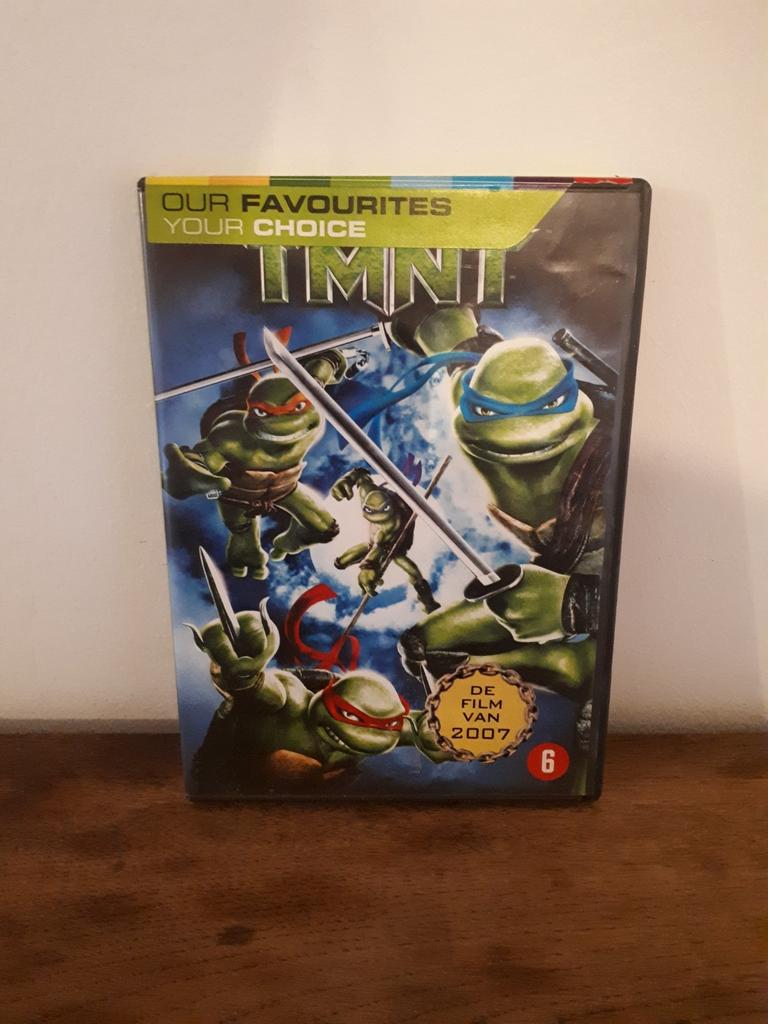 OUR FAVOURITES
YOUR CHOICE
TMNT
DE
FILM
VAN
2007
6